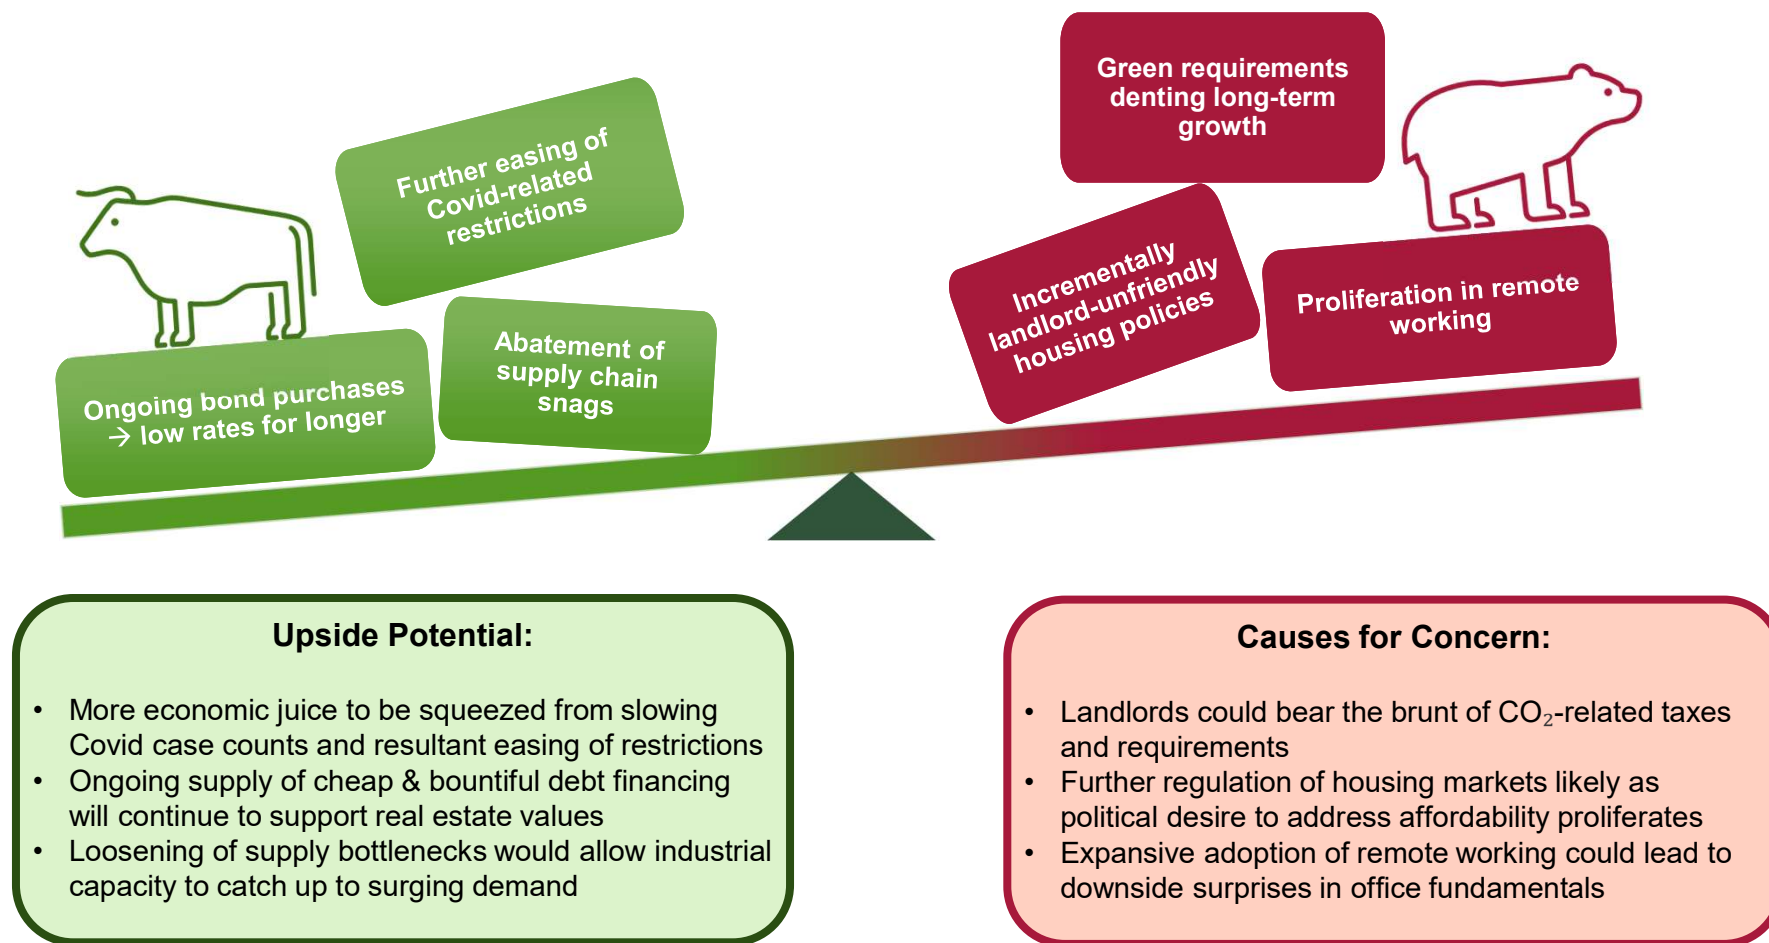 Further easing of
Covid-related
restrictions
Ongoing bond purchases
→ low rates for longer
Abatement of
supply chain
snags
Green requirements
denting long-term
growth
Incrementally
landlord-unfriendly
housing policies
Proliferation in remote
working
Upside Potential:
• More economic juice to be squeezed from slowing
Covid case counts and resultant easing of restrictions
• Ongoing supply of cheap & bountiful debt financing
will continue to support real estate values
• Loosening of supply bottlenecks would allow industrial
capacity to catch up to surging demand
Causes for Concern:
• Landlords could bear the brunt of CO₂-related taxes
and requirements
• Further regulation of housing markets likely as
political desire to address affordability proliferates
• Expansive adoption of remote working could lead to
downside surprises in office fundamentals